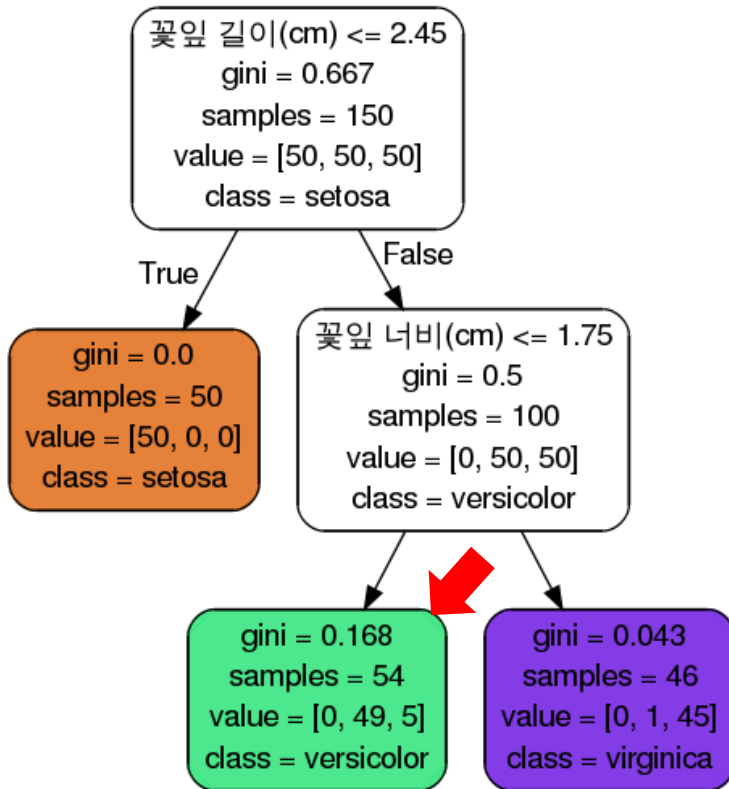 꽃잎 길이(cm) <= 2.45
gini = 0.667
samples = 150
value = [50, 50, 50]
class = setosa
True
False
gini = 0.0
samples = 50
value = [50, 0, 0]
class = setosa
꽃잎 너비(cm) <= 1.75
gini = 0.5
samples = 100
value = [0, 50, 50]
class = versicolor
gini = 0.168
samples = 54
value = [0, 49, 5]
class = versicolor
gini = 0.043
samples = 46
value = [0, 1, 45]
class = virginica